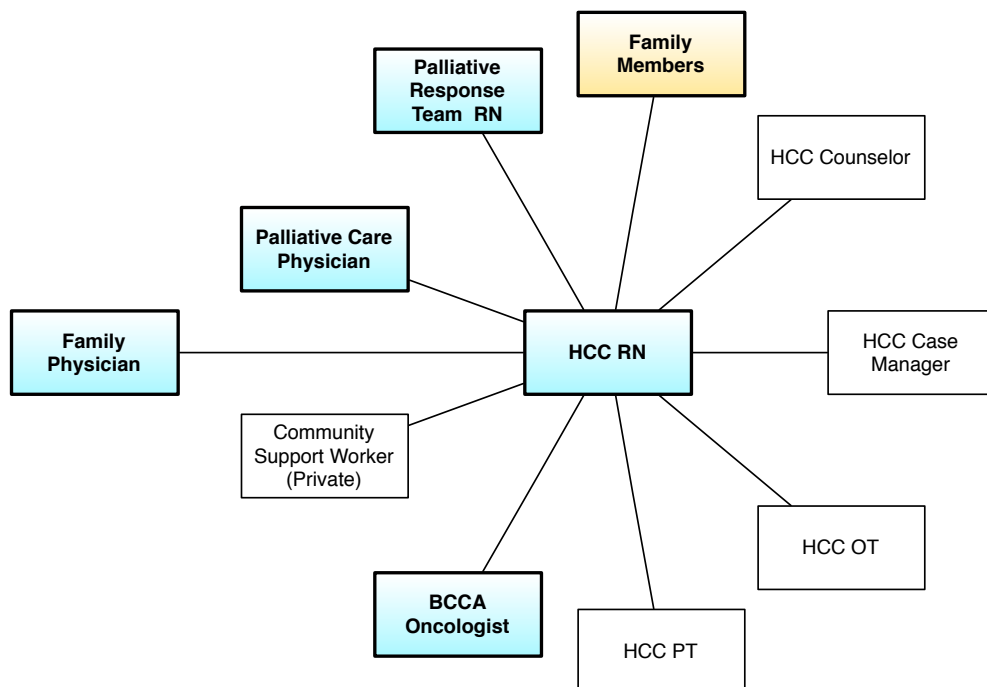 Family
Members
Palliative
Response
Team RN
HCC Counselor
Palliative Care
Physician
Family
Physician
HCC RN
HCC Case
Manager
Community
Support Worker
(Private)
HCC OT
BCCA
Oncologist
HCC PT